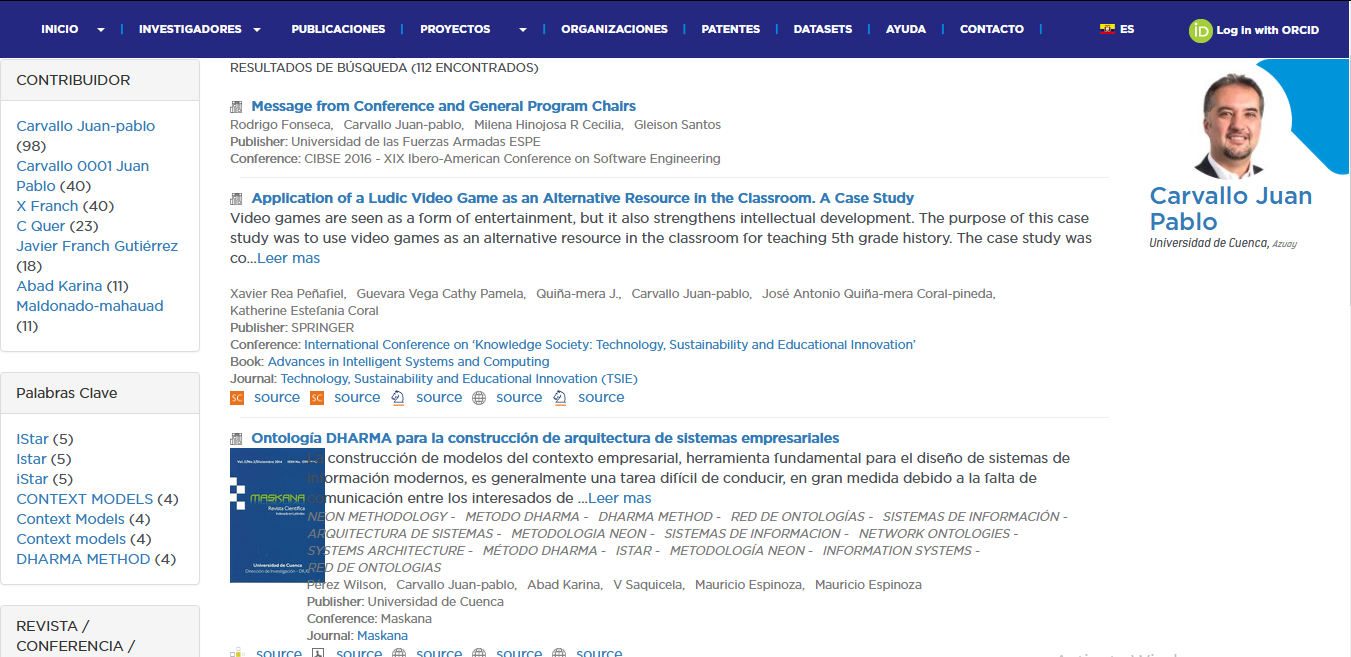 INICIO | INVESTIGADORES | PUBLICACIONES | PROYECTOS | ORGANIZACIONES | PATENTES | DATASETS | AYUDA | CONTACTO | ES iD Log in with ORCID
CONTRIBUIDOR
Carvallo Juan-pablo
(98)
Carvallo 0001 Juan
Pablo (40)
X Franch (40)
C Quer (23)
Javier Franch Gutiérrez
(18)
Abad Karina (11)
Maldonado-mahauad
(11)
Palabras Clave
IStar (5)
Istar (5)
iStar (5)
CONTEXT MODELS (4)
Context Models (4)
Context models (4)
DHARMA METHOD (4)
REVISTA /
CONFERENCIA /
RESULTADOS DE BÚSQUEDA (112 ENCONTRADOS)
Message from Conference and General Program Chairs
Rodrigo Fonseca, Carvallo Juan-pablo, Milena Hinojosa R Cecilia, Gleison Santos
Publisher: Universidad de las Fuerzas Armadas ESPE
Conference: CIBSE 2016 - XIX Ibero-American Conference on Software Engineering
Application of a Ludic Video Game as an Alternative Resource in the Classroom. A Case Study
Video games are seen as a form of entertainment, but it also strengthens intellectual development. The purpose of this case
study was to use video games as an alternative resource in the classroom for teaching 5th grade history. The case study was
co...Leer mas
Xavier Rea Peñafiel, Guevara Vega Cathy Pamela, Quiña-mera J., Carvallo Juan-pablo, José Antonio Quiña-mera Coral-pineda,
Katherine Estefania Coral
Publisher: SPRINGER
Conference: International Conference on ‘Knowledge Society: Technology, Sustainability and Educational Innovation’
Book: Advances in Intelligent Systems and Computing
Journal: Technology, Sustainability and Educational Innovation (TSIE)
SC source SC source source source source
Ontología DHARMA para la construcción de arquitectura de sistemas empresariales
La construcción de modelos del contexto empresarial, herramienta fundamental para el diseño de sistemas de
información modernos, es generalmente una tarea difícil de conducir, en gran medida debido a la falta de
comunicación entre los interesados de ...Leer mas
NEON METHODOLOGY - METODO DHARMA - DHARMA METHOD - RED DE ONTOLOGÍAS - SISTEMAS DE INFORMACIÓN -
ARQUITECTURA DE SISTEMAS - METODOLOGIA NEON - SISTEMAS DE INFORMACION - NETWORK ONTOLOGIES -
SYSTEMS ARCHITECTURE - MÉTODO DHARMA - ISTAR - METODOLOGÍA NEON - INFORMATION SYSTEMS -
RED DE ONTOLOGIAS
Pérez Wilson, Carvallo Juan-pablo, Abad Karina, V Saquicela, Mauricio Espinoza, Mauricio Espinoza
Publisher: Universidad de Cuenca
Conference: Maskana
Journal: Maskana
source source source source source
MASKANA
Revista Científica
Universidad de Cuenca
Dirección de Investigación - DIUC
Carvallo Juan
Pablo
Universidad de Cuenca, Azuay